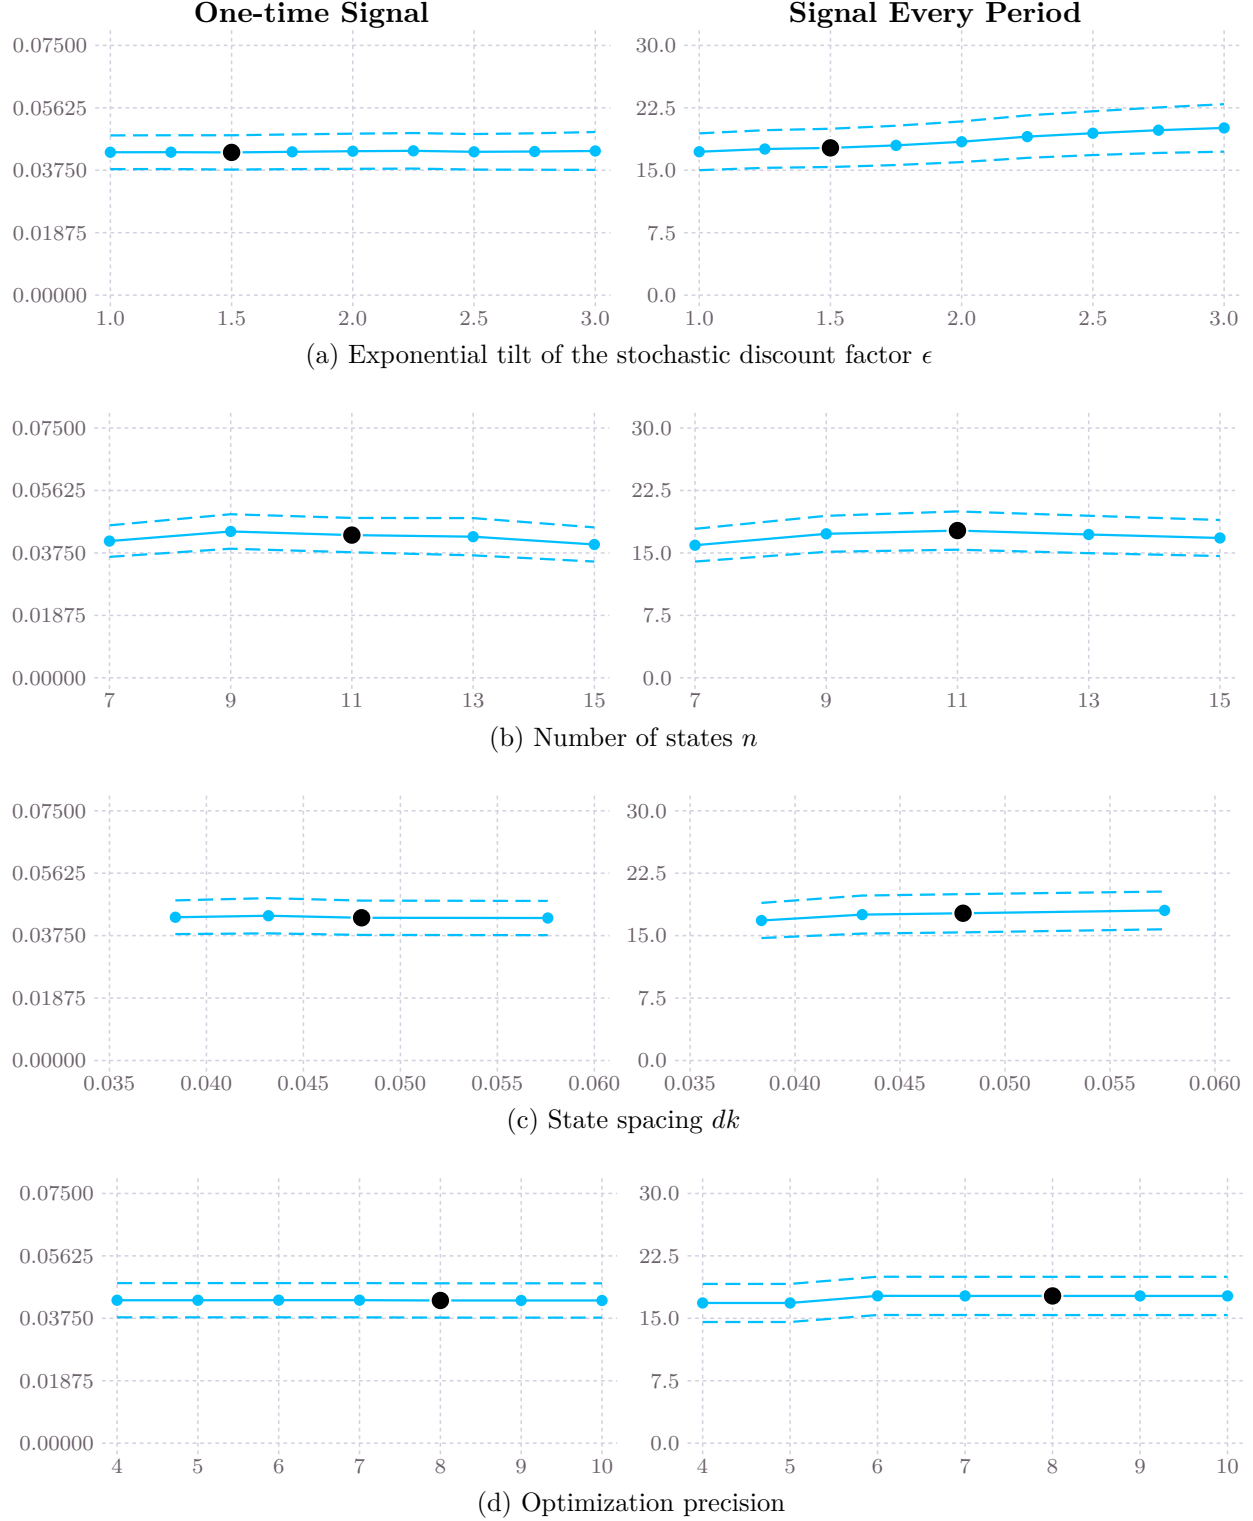 One-time Signal
Signal Every Period
0.07500
0.05625
0.03750
0.01875
0.00000
1.0 1.5 2.0 2.5 3.0
30.0
22.5
15.0
7.5
0.0
1.0 1.5 2.0 2.5 3.0
(a) Exponential tilt of the stochastic discount factor ϵ
0.07500
0.05625
0.03750
0.01875
0.00000
7 9 11 13 15
30.0
22.5
15.0
7.5
0.0
7 9 11 13 15
(b) Number of states n
0.07500
0.05625
0.03750
0.01875
0.00000
0.035 0.040 0.045 0.050 0.055 0.060
30.0
22.5
15.0
7.5
0.0
0.035 0.040 0.045 0.050 0.055 0.060
(c) State spacing dk
0.07500
0.05625
0.03750
0.01875
0.00000
4 5 6 7 8 9 10
30.0
22.5
15.0
7.5
0.0
4 5 6 7 8 9 10
(d) Optimization precision